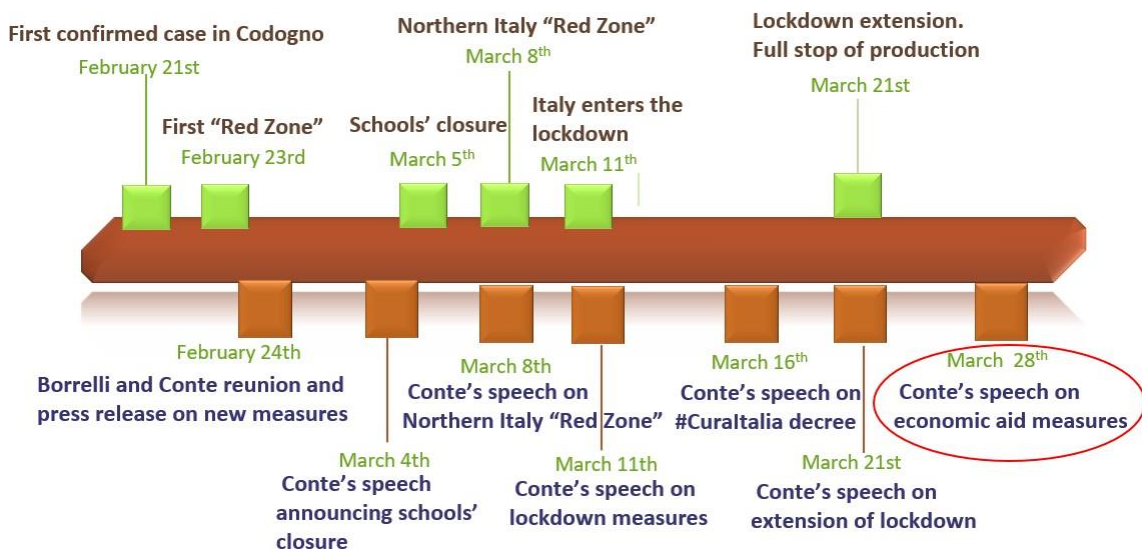 First confirmed case in Codogno
February 21st
First “Red Zone”
February 23rd
Schools’ closure
March 5th
Northern Italy “Red Zone”
March 8th
Italy enters the
lockdown
March 11th
Lockdown extension.
Full stop of production
March 21st
February 24th
Borrelli and Conte reunion and
press release on new measures
March 4th
Conte’s speech
announcing schools’
closure
March 8th
Conte’s speech on
Northern Italy “Red Zone”
March 11th
Conte’s speech on
lockdown measures
March 16th
Conte’s speech on
#CuraItalia decree
March 21st
Conte’s speech on
extension of lockdown
March 28th
Conte’s speech on
economic aid measures